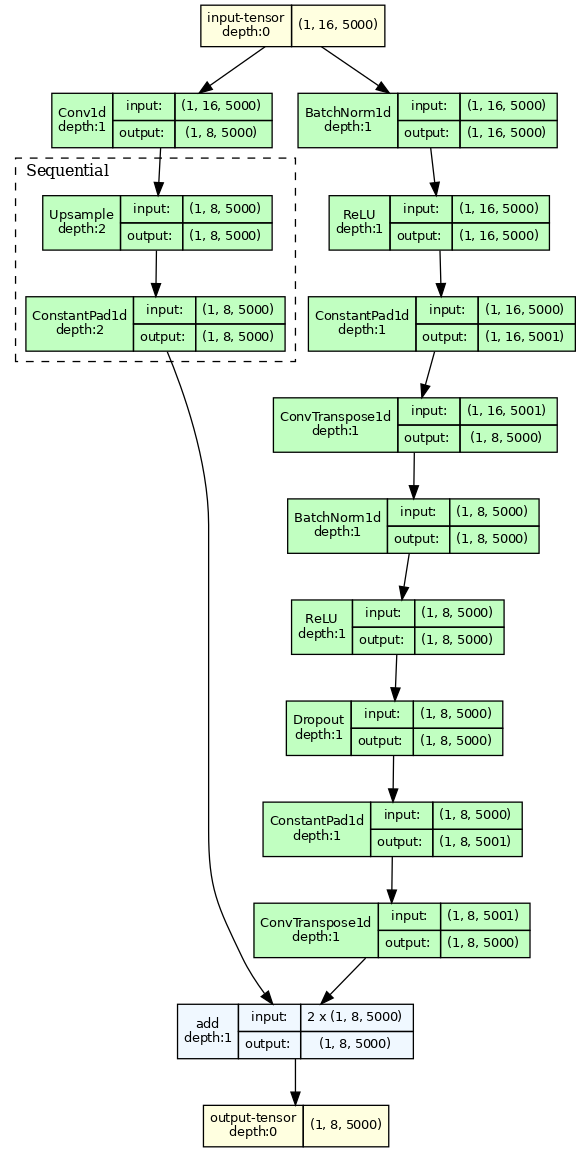 input-tensor
depth:0
(1, 16, 5000)
Conv1d
depth:1
input:
(1, 16, 5000)
output:
(1, 8, 5000)
BatchNorm1d
depth:1
input:
(1, 16, 5000)
output:
(1, 16, 5000)
Sequential
Upsample
depth:2
input:
(1, 8, 5000)
output:
(1, 8, 5000)
ReLU
depth:1
input:
(1, 16, 5000)
output:
(1, 16, 5000)
ConstantPad1d
depth:2
input:
(1, 8, 5000)
output:
(1, 8, 5000)
ConstantPad1d
depth:1
input:
(1, 16, 5000)
output:
(1, 16, 5001)
ConvTranspose1d
depth:1
input:
(1, 16, 5001)
output:
(1, 8, 5000)
BatchNorm1d
depth:1
input:
(1, 8, 5000)
output:
(1, 8, 5000)
ReLU
depth:1
input:
(1, 8, 5000)
output:
(1, 8, 5000)
Dropout
depth:1
input:
(1, 8, 5000)
output:
(1, 8, 5000)
ConstantPad1d
depth:1
input:
(1, 8, 5000)
output:
(1, 8, 5001)
ConvTranspose1d
depth:1
input:
(1, 8, 5001)
output:
(1, 8, 5000)
add
depth:1
input:
2 x (1, 8, 5000)
output:
(1, 8, 5000)
output-tensor
depth:0
(1, 8, 5000)